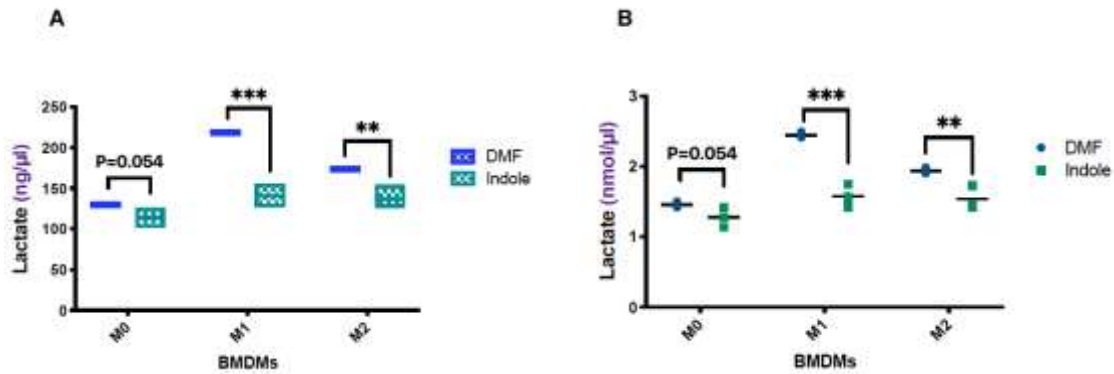 A
Lactate (ng/µl)
250
200
150
100
50
0
P=0.054
***
**
M0
M1
M2
BMDMs
DMF
Indole
B
Lactate (nmol/µl)
3
2
1
0
P=0.054
***
**
M0
M1
M2
BMDMs
DMF
Indole